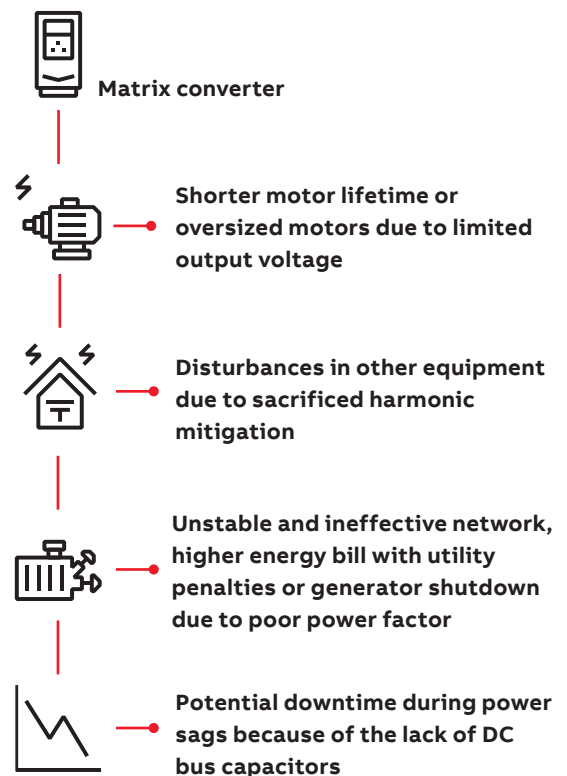 Matrix converter
Shorter motor lifetime or
oversized motors due to limited
output voltage
Disturbances in other equipment
due to sacrificed harmonic
mitigation
Unstable and ineffective network,
higher energy bill with utility
penalties or generator shutdown
due to poor power factor
Potential downtime during power
sags because of the lack of DC
bus capacitors